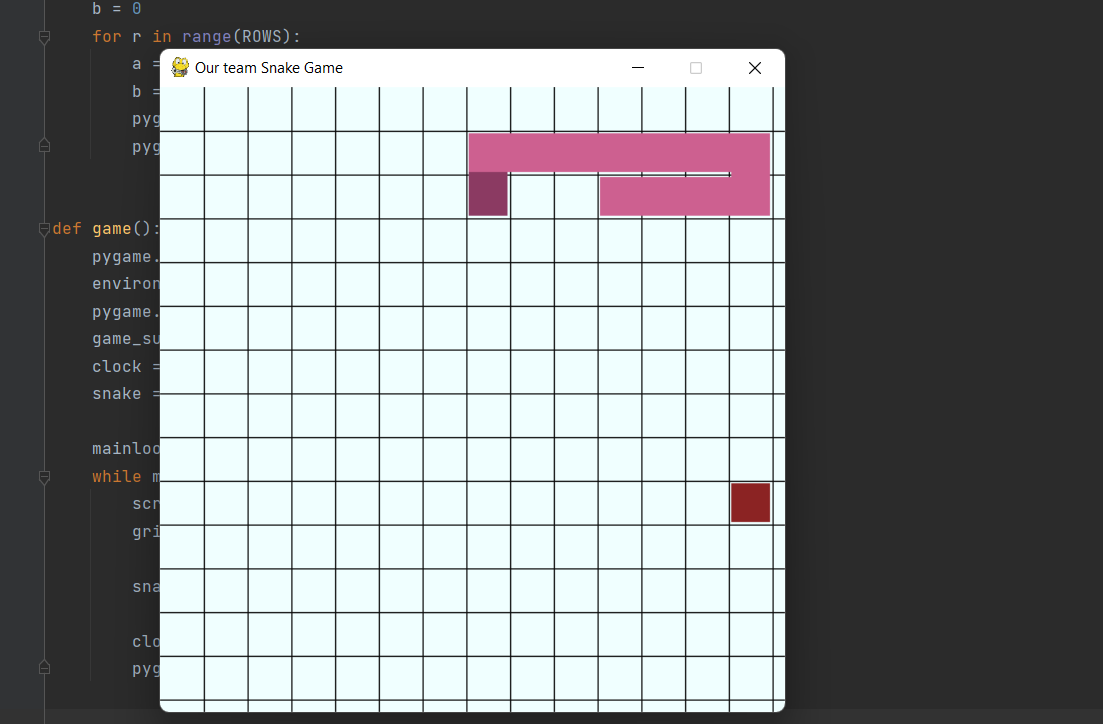 b = 0
for r in range(ROWS):
a =
b =
pyg
pyg
Our team Snake Game
def game():
pygame.
environ
pygame.
game_su
clock =
snake =
mainloo
while m
scr
gri
sna
clo
pyg